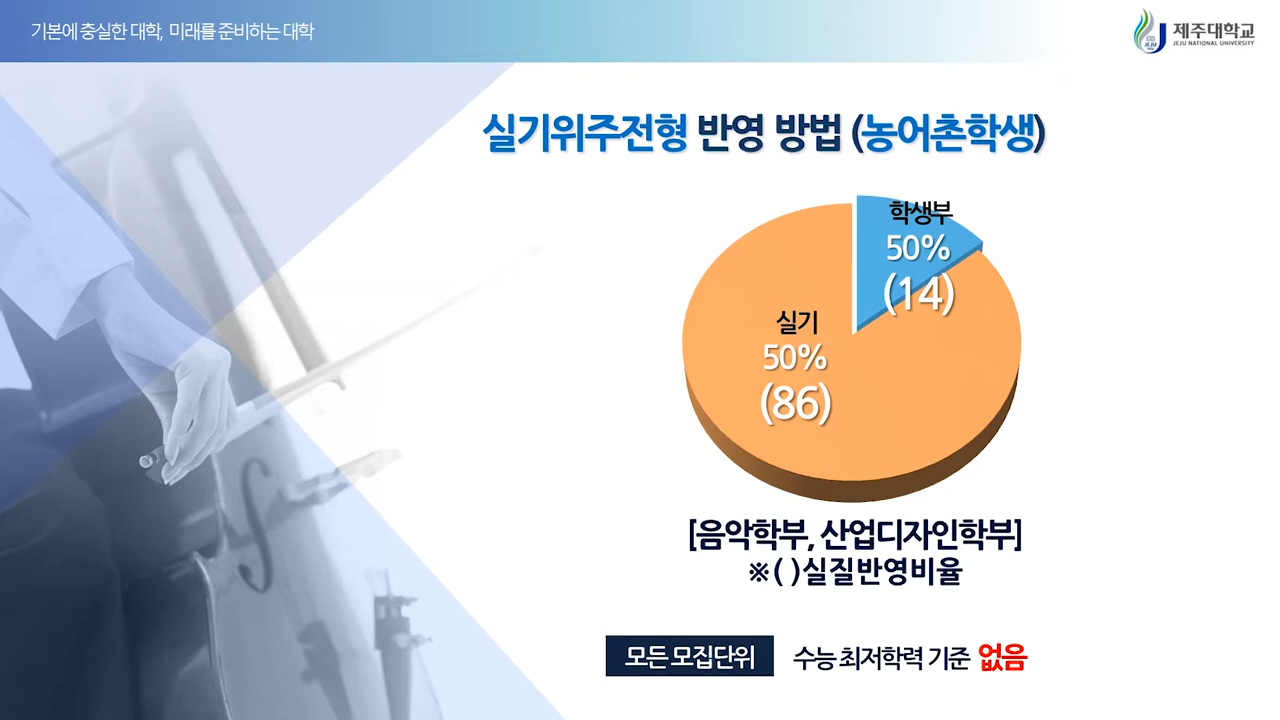 기본에 충실한 대학, 미래를 준비하는 대학
제주대학교
JEJU NATIONAL UNIVERSITY
실기위주전형 반영 방법 (농어촌학생)
학생부
50%
(14)
실기
50%
(86)
[음악학부, 산업디자인학부]
※( )실질반영비율
모든 모집단위 수능 최저학력 기준 없음